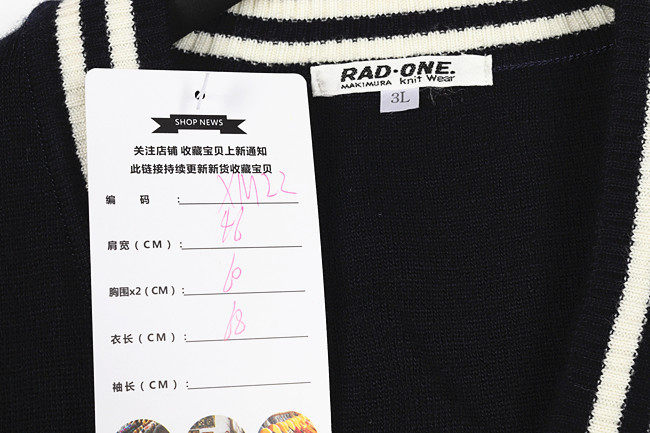 RAD·ONE.
MAKIMURA Knit Wear
3L
SHOP NEWS
关注店铺 收藏宝贝上新通知
此链接持续更新新货收藏宝贝
编 码 : XM22
肩宽(CM): 46
胸围x2(CM): 60
衣长(CM): 68
袖长(CM):